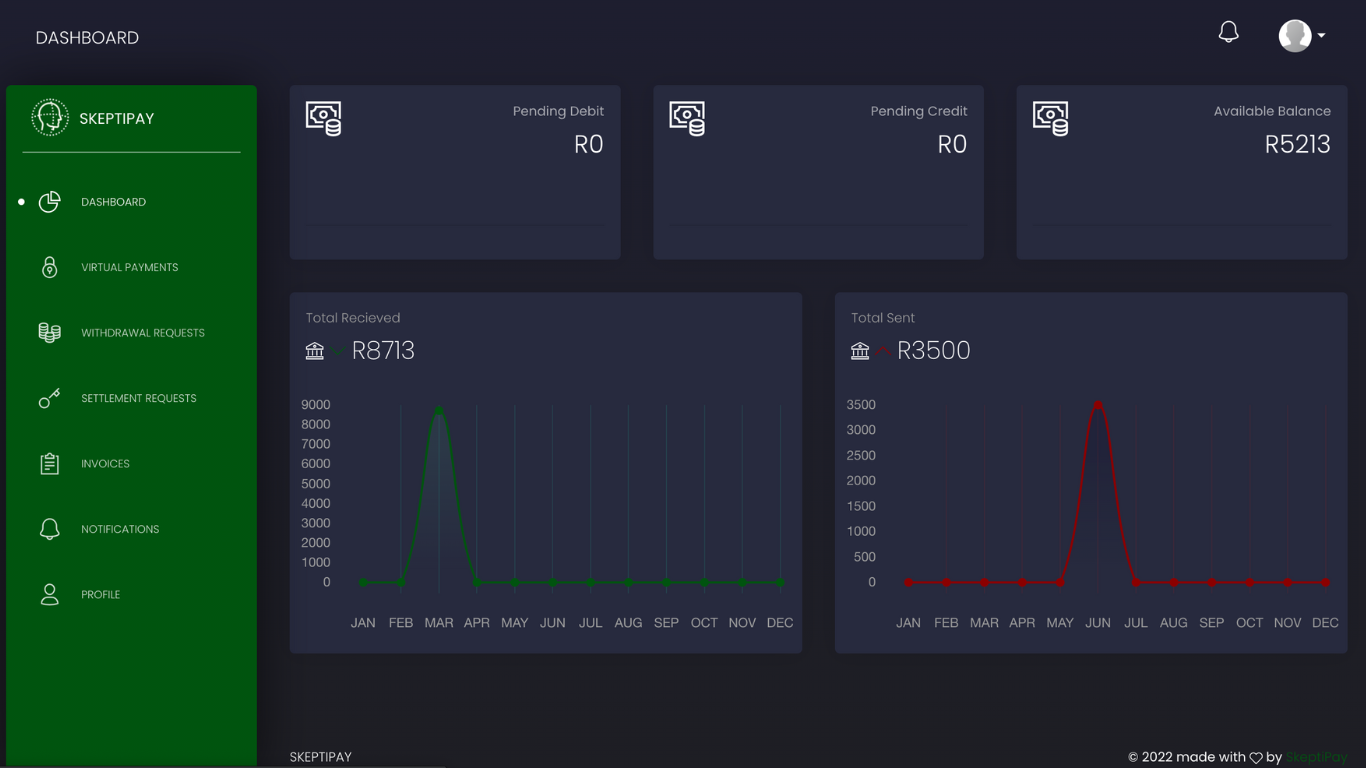 DASHBOARD
SKEPTIPAY
DASHBOARD
VIRTUAL PAYMENTS
WITHDRAWAL REQUESTS
SETTLEMENT REQUESTS
INVOICES
NOTIFICATIONS
PROFILE
Pending Debit
R0
Pending Credit
R0
Available Balance
R5213
Total Recieved
R8713
9000
8000
7000
6000
5000
4000
3000
2000
1000
0
JAN FEB MAR APR MAY JUN JUL AUG SEP OCT NOV DEC
Total Sent
R3500
3500
3000
2500
2000
1500
1000
500
0
JAN FEB MAR APR MAY JUN JUL AUG SEP OCT NOV DEC
SKEPTIPAY
© 2022 made with ♡ by SkeptiPay